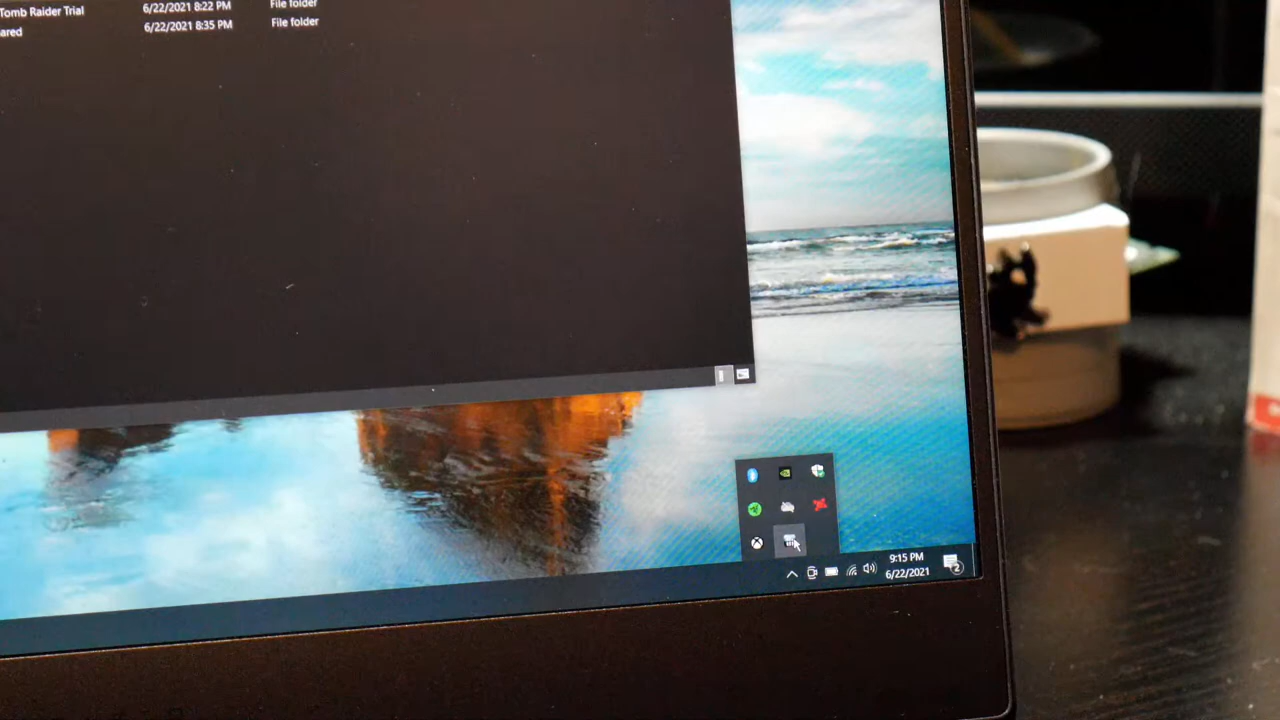 Tomb Raider Trial 6/22/2021 8:22 PM File folder
ared 6/22/2021 8:35 PM File folder
9:15 PM
6/22/2021
2